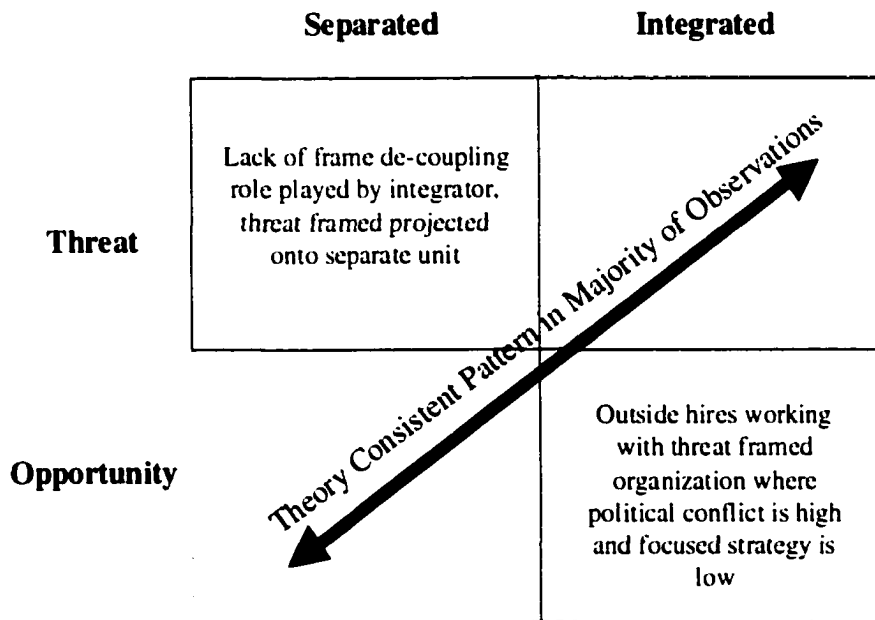 Separated Integrated
Lack of frame de-coupling
role played by integrator,
threat framed projected
onto separate unit
Threat
Theory Consistent Pattern in Majority of Observations
Opportunity
Outside hires working
with threat framed
organization where
political conflict is high
and focused strategy is
low